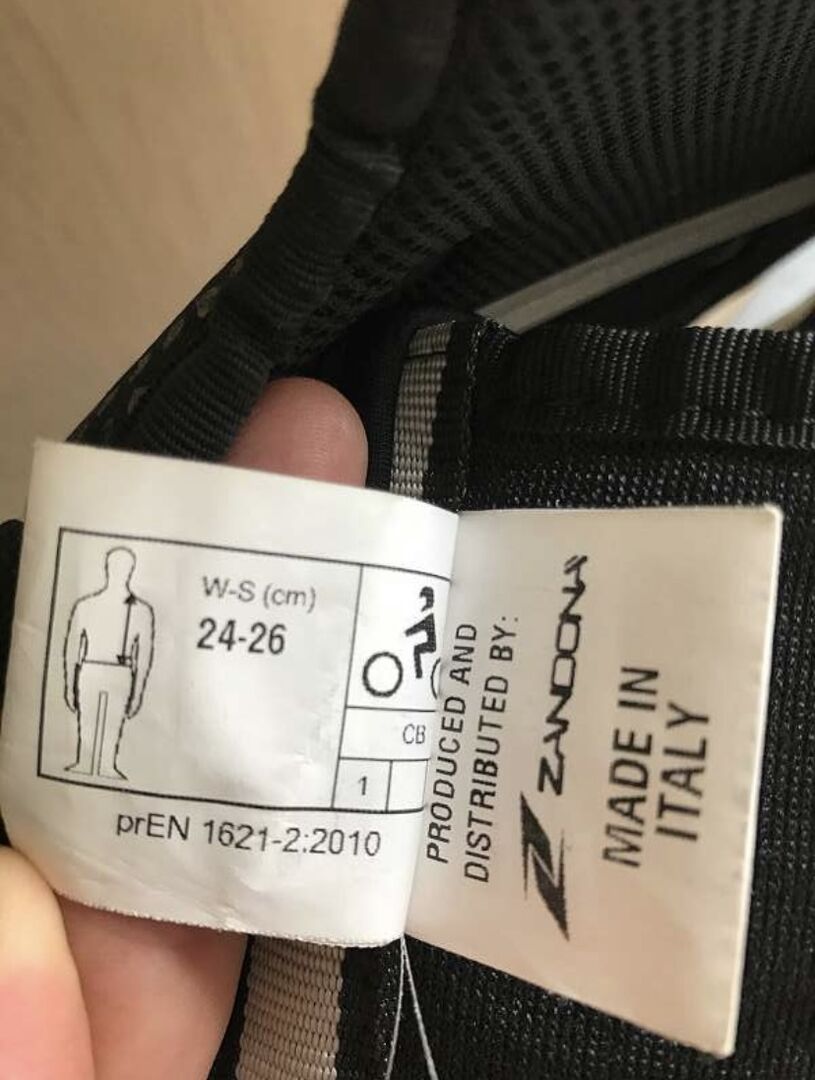 W-S (cm)
24-26
CB
1
prEN 1621-2:2010
PRODUCED AND
DISTRIBUTED BY:
ZANDONA
MADE IN
ITALY